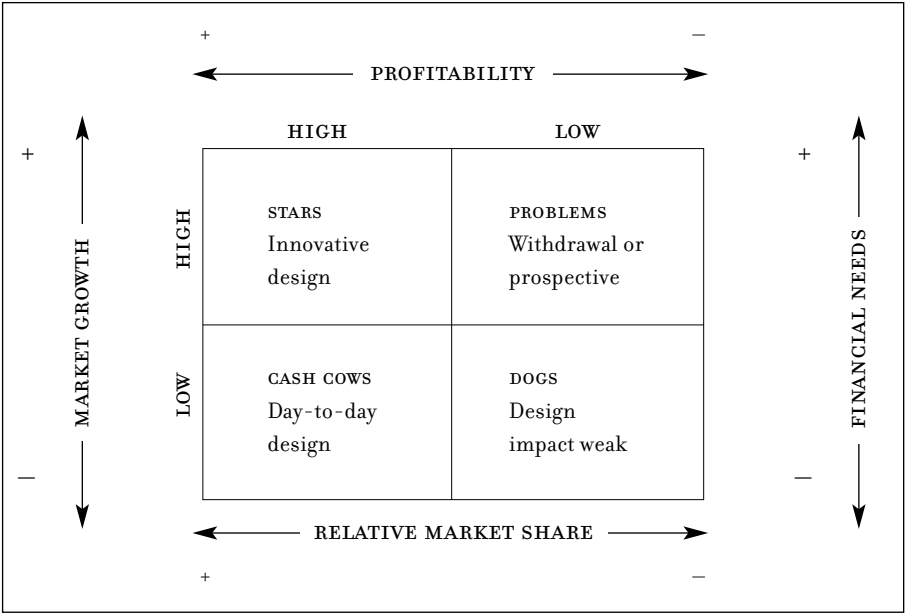 + —
PROFITABILITY
HIGH LOW
+ +
HIGH
STARS
Innovative
design
PROBLEMS
Withdrawal or
prospective
MARKET GROWTH
FINANCIAL NEEDS
LOW
CASH COWS
Day-to-day
design
DOGS
Design
impact weak
— —
RELATIVE MARKET SHARE
+ —